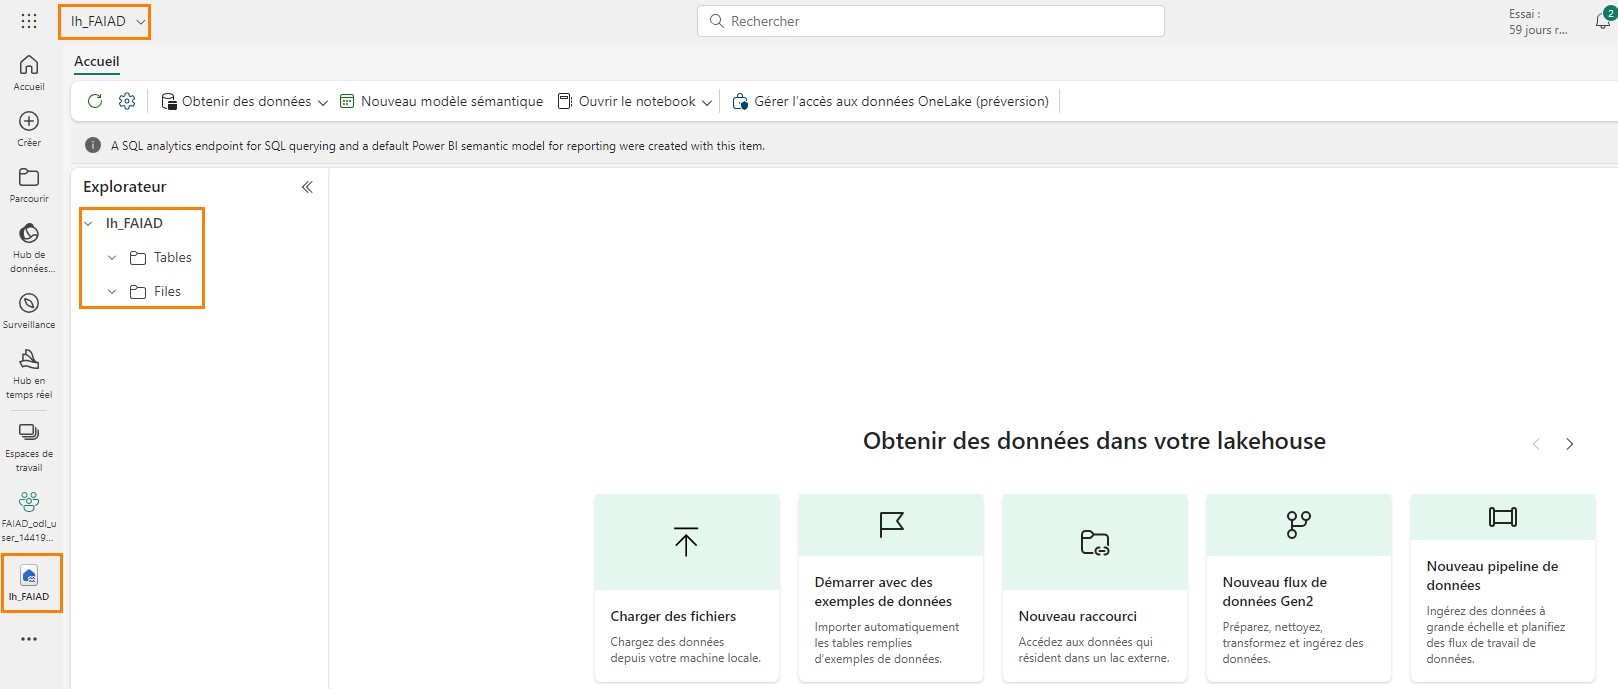 lh_FAIAD
Rechercher
Essai :
59 jours r...
2
Accueil
Obtenir des données
Nouveau modèle sémantique
Ouvrir le notebook
Gérer l'accès aux données OneLake (préversion)
A SQL analytics endpoint for SQL querying and a default Power BI semantic model for reporting were created with this item.
Accueil
Créer
Parcourir
Hub de
données...
Surveillance
Hub en
temps réel
Espaces de
travail
FAIAD_odl_u
ser_14419...
lh_FAIAD
Explorateur
lh_FAIAD
Tables
Files
Obtenir des données dans votre lakehouse
Charger des fichiers
Chargez des données
depuis votre machine locale.
Démarrer avec des
exemples de données
Importer automatiquement
les tables remplies
d'exemples de données.
Nouveau raccourci
Accédez aux données qui
résident dans un lac externe.
Nouveau flux de
données Gen2
Préparez, nettoyez,
transformez et ingérez des
données.
Nouveau pipeline de
données
Ingérez des données à
grande échelle et planifiez
des flux de travail de
données.